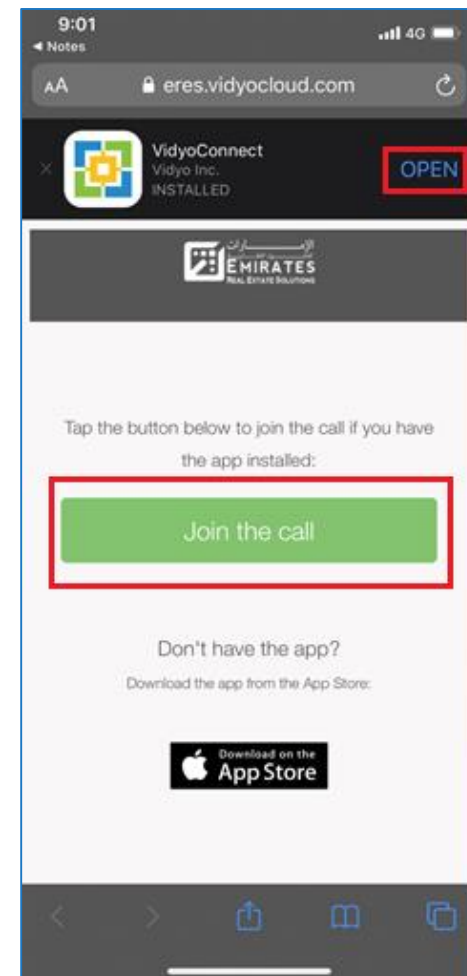 9:01
4G
◄ Notes
AA
eres.vidyocloud.com
VidyoConnect
Vidyo Inc.
INSTALLED
OPEN
الإمــــارات
EMIRATES
REAL ESTATE SOLUTIONS
Tap the button below to join the call if you have
the app installed:
Join the call
Don't have the app?
Download the app from the App Store:
Download on the
App Store